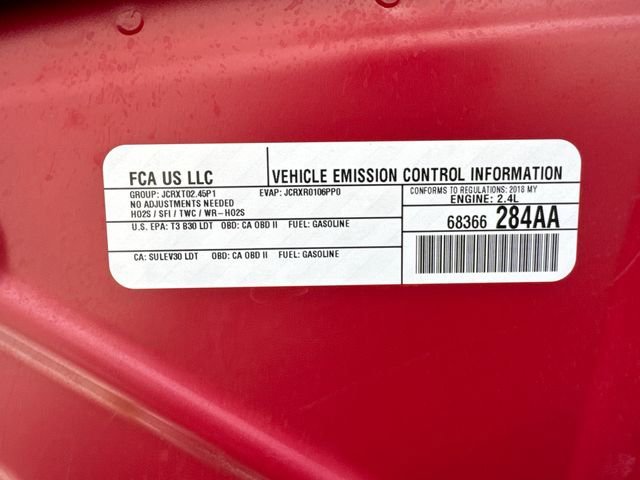 FCA US LLC
VEHICLE EMISSION CONTROL INFORMATION
GROUP: JCRXT02.45P1 EVAP: JCRXR0106PP0
NO ADJUSTMENTS NEEDED
HO2S / SFI / TWC / WR-HO2S
CONFORMS TO REGULATIONS: 2018 MY
ENGINE: 2.4L
68366 284AA
U.S. EPA: T3 B30 LDT OBD: CA OBD II FUEL: GASOLINE
CA: SULEV30 LDT OBD: CA OBD II FUEL: GASOLINE